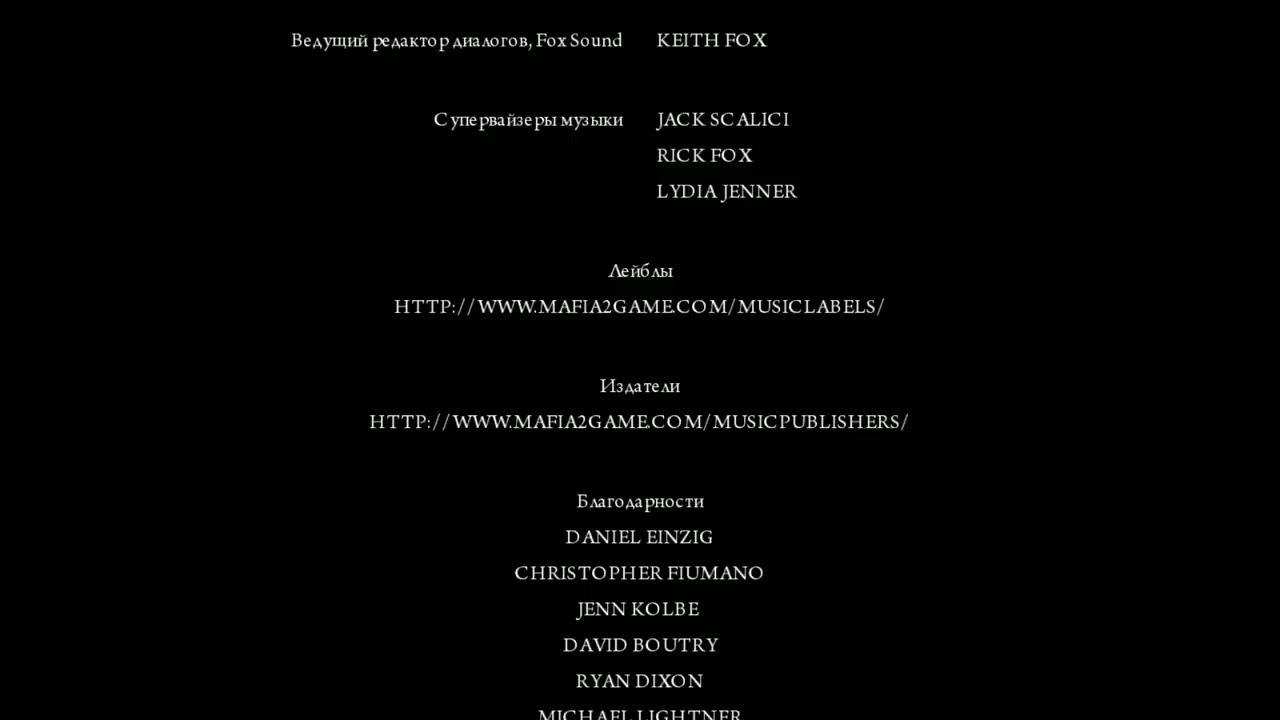 Ведущий редактор диалогов, Fox Sound KEITH FOX
Супервайзеры музыки JACK SCALICI
RICK FOX
LYDIA JENNER
Лейблы
HTTP://WWW.MAFIA2GAME.COM/MUSICLABELS/
Издатели
HTTP://WWW.MAFIA2GAME.COM/MUSICPUBLISHERS/
Благодарности
DANIEL EINZIG
CHRISTOPHER FIUMANO
JENN KOLBE
DAVID BOUTRY
RYAN DIXON
MICHAEL LIGHTNER